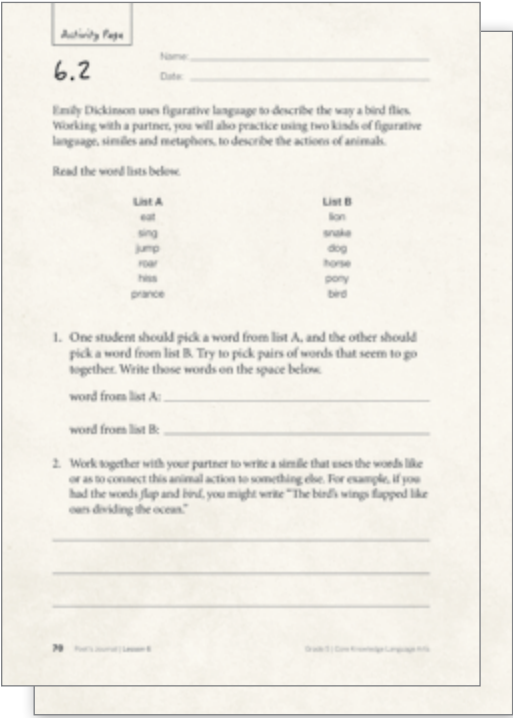 Activity Page
6.2
Name:
Date:
Emily Dickinson uses figurative language to describe the way a bird flies.
Working with a partner, you will also practice using two kinds of figurative
language, similes and metaphors, to describe the actions of animals.
Read the word lists below.
List A List B
eat lion
sing snake
jump dog
roar horse
hiss pony
prance bird
1. One student should pick a word from list A, and the other should
pick a word from list B. Try to pick pairs of words that seem to go
together. Write those words on the space below.
word from list A:
word from list B:
2. Work together with your partner to write a simile that uses the words like
or as to connect this animal action to something else. For example, if you
had the words flap and bird, you might write “The bird’s wings flapped like
oars dividing the ocean.”
70 Poet’s Journal | Lesson 6 Grade 5 | Core Knowledge Language Arts